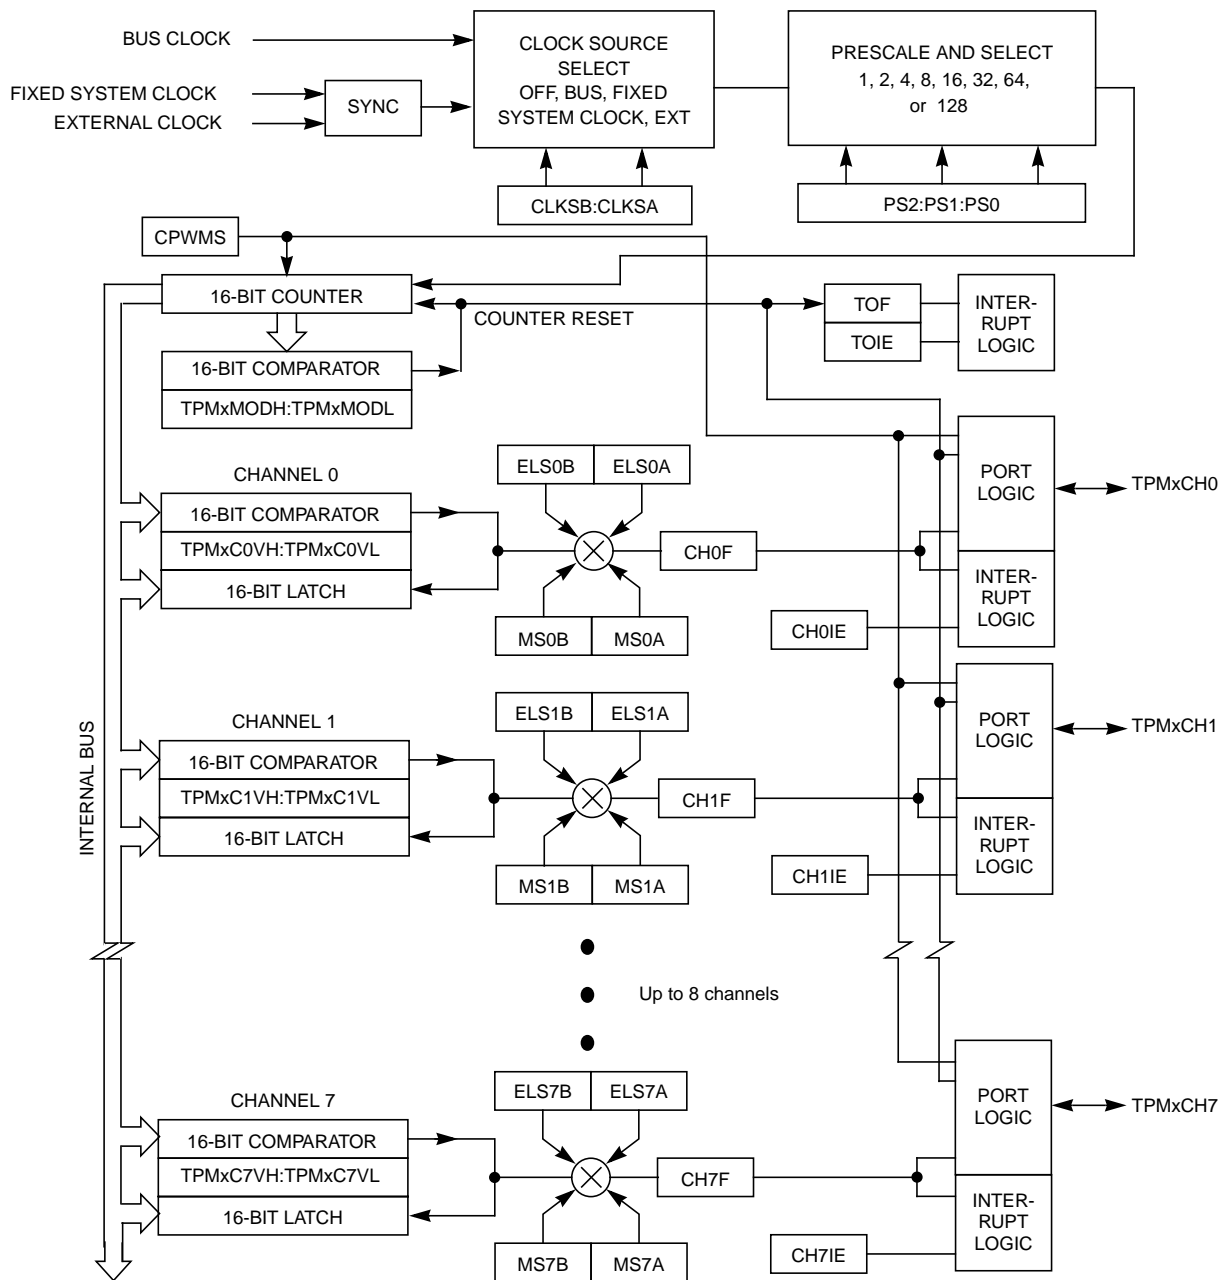 BUS CLOCK
FIXED SYSTEM CLOCK
EXTERNAL CLOCK
SYNC
CLOCK SOURCE
SELECT
OFF, BUS, FIXED
SYSTEM CLOCK, EXT
PRESCALE AND SELECT
1, 2, 4, 8, 16, 32, 64,
or 128
CLKSB:CLKSA
PS2:PS1:PS0
CPWMS
16-BIT COUNTER
COUNTER RESET
TOF
TOIE
INTER-
RUPT
LOGIC
16-BIT COMPARATOR
TPMxMODH:TPMxMODL
CHANNEL 0
ELS0B
ELS0A
16-BIT COMPARATOR
TPMxC0VH:TPMxC0VL
16-BIT LATCH
CH0F
PORT
LOGIC
TPMxCH0
INTER-
RUPT
LOGIC
MS0B
MS0A
CH0IE
INTERNAL BUS
CHANNEL 1
ELS1B
ELS1A
16-BIT COMPARATOR
TPMxC1VH:TPMxC1VL
16-BIT LATCH
CH1F
PORT
LOGIC
TPMxCH1
INTER-
RUPT
LOGIC
MS1B
MS1A
CH1IE
Up to 8 channels
CHANNEL 7
ELS7B
ELS7A
16-BIT COMPARATOR
TPMxC7VH:TPMxC7VL
16-BIT LATCH
CH7F
PORT
LOGIC
TPMxCH7
INTER-
RUPT
LOGIC
MS7B
MS7A
CH7IE